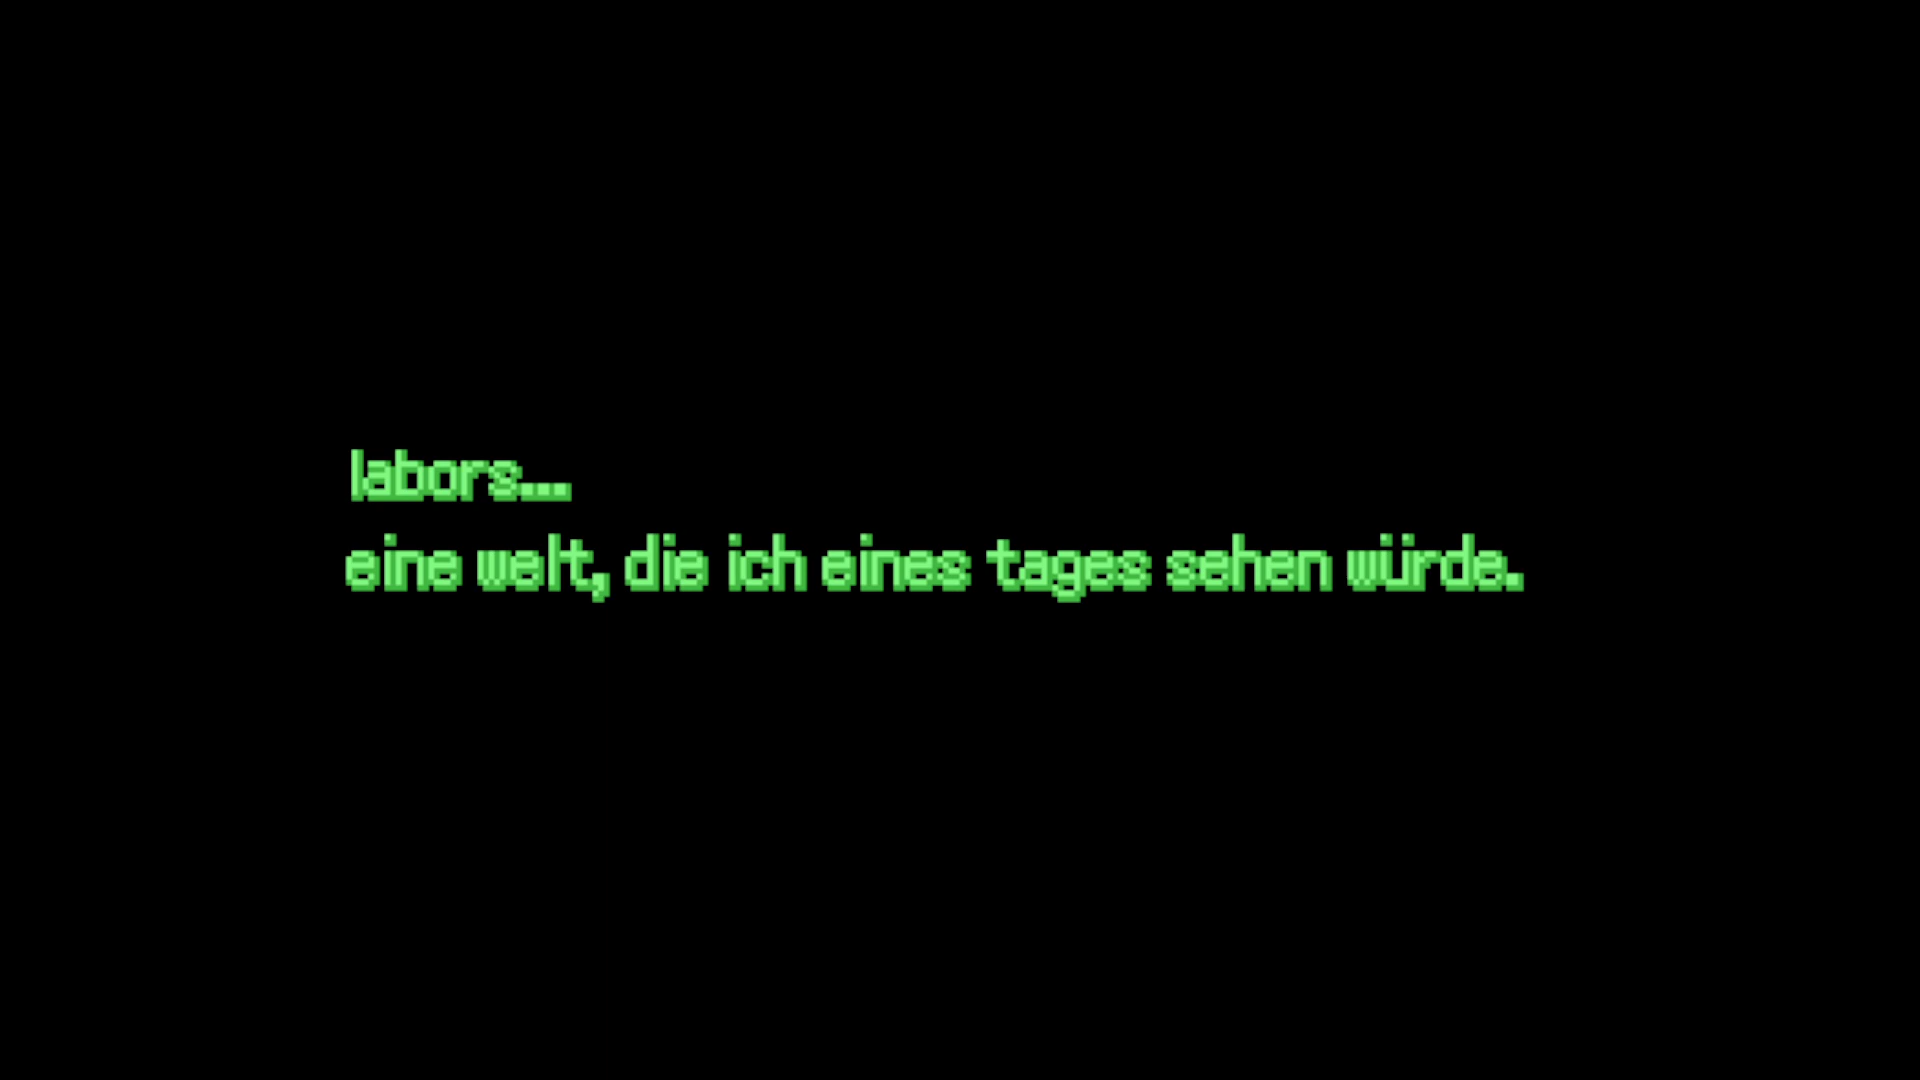 labors...
eine welt, die ich eines tages sehen würde.